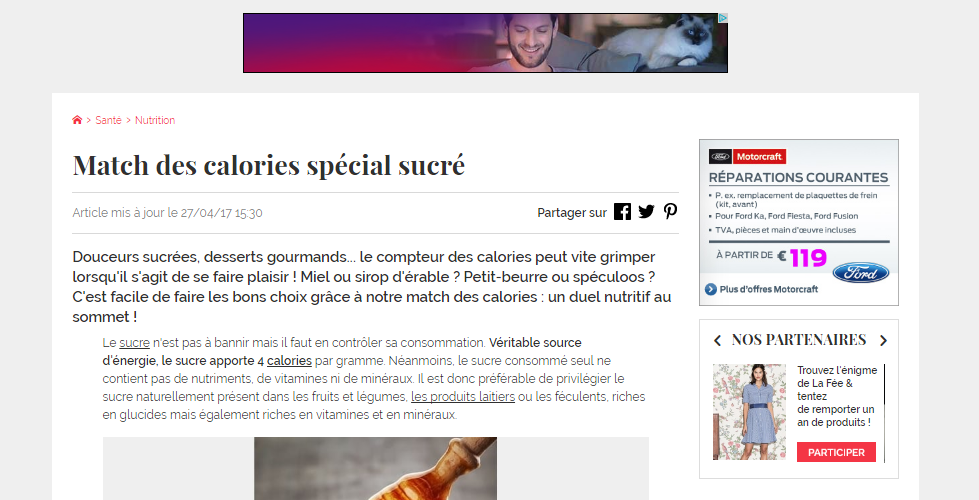 > Santé > Nutrition
Match des calories spécial sucré
Article mis à jour le 27/04/17 15:30
Partager sur
Douceurs sucrées, desserts gourmands... le compteur des calories peut vite grimper
lorsqu'il s'agit de se faire plaisir ! Miel ou sirop d'érable ? Petit-beurre ou spéculoos ?
C'est facile de faire les bons choix grâce à notre match des calories : un duel nutritif au
sommet !
Le sucre n'est pas à bannir mais il faut en contrôler sa consommation. Véritable source
d'énergie, le sucre apporte 4 calories par gramme. Néanmoins, le sucre consommé seul ne
contient pas de nutriments, de vitamines ni de minéraux. Il est donc préférable de privilégier le
sucre naturellement présent dans les fruits et légumes, les produits laitiers ou les féculents, riches
en glucides mais également riches en vitamines et en minéraux.
Ford Motorcraft
RÉPARATIONS COURANTES
• P. ex. remplacement de plaquettes de frein
(kit, avant)
• Pour Ford Ka, Ford Fiesta, Ford Fusion
• TVA, pièces et main d'œuvre incluses
À PARTIR DE € 119
Ford
Plus d'offres Motorcraft
NOS PARTENAIRES
Trouvez l'énigme
de La Fée &
tentez
de remporter un
an de produits !
PARTICIPER